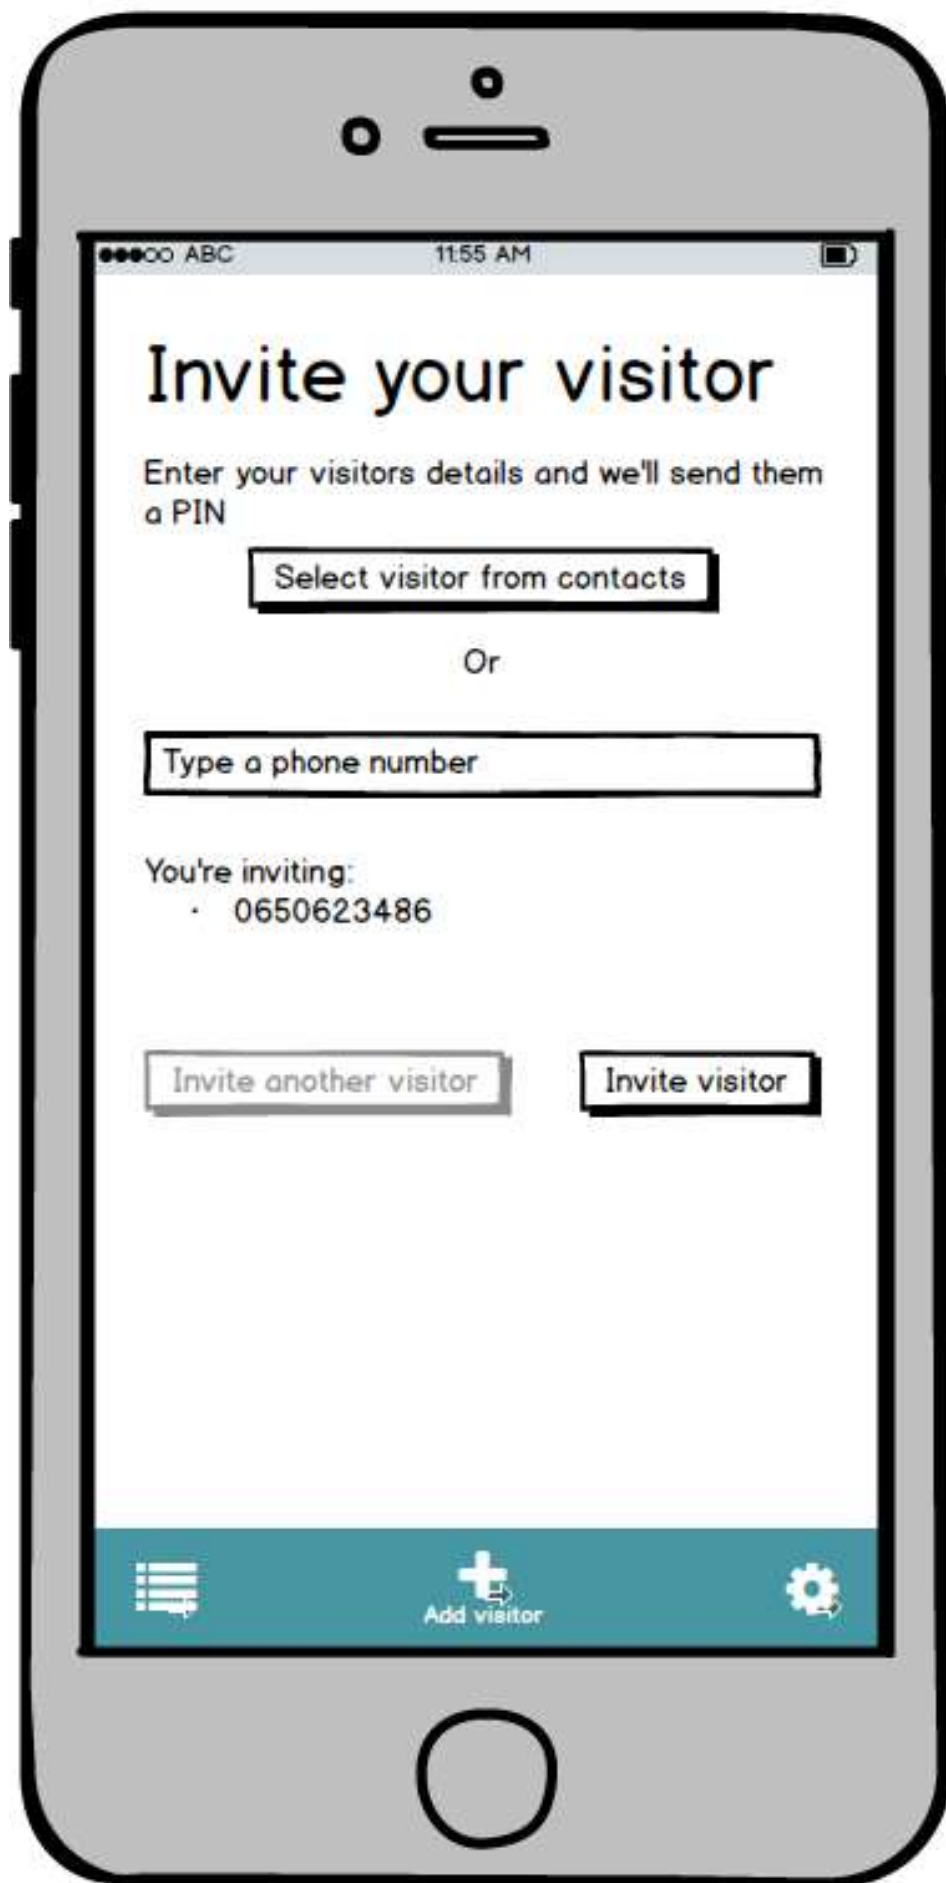 ABC 11:55 AM
Invite your visitor
Enter your visitors details and we'll send them
a PIN
Select visitor from contacts
Or
Type a phone number
You're inviting:
· 0650623486
Invite another visitor Invite visitor
Add visitor